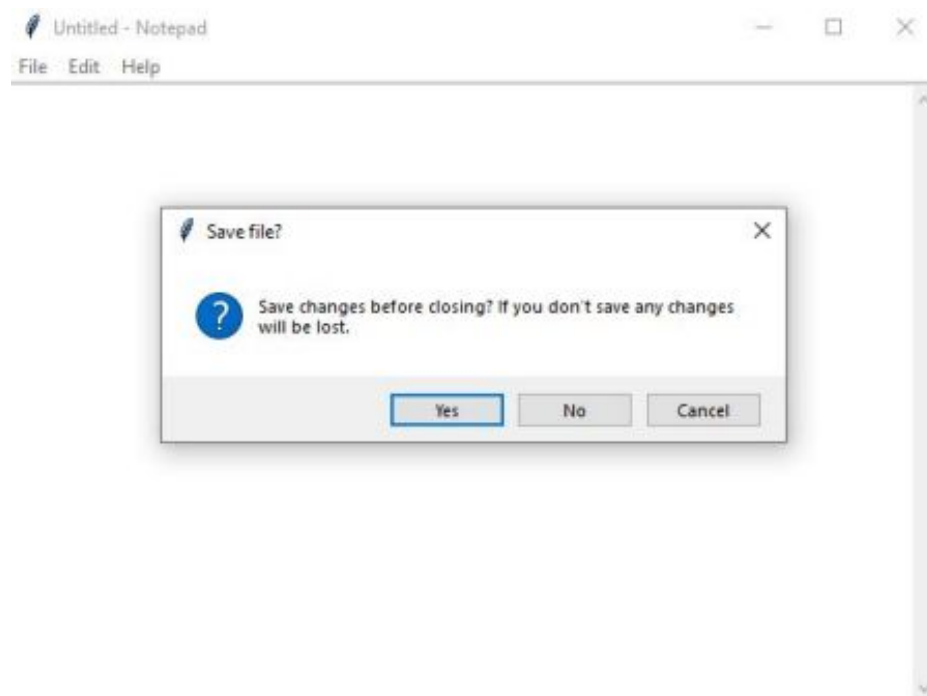 Untitled - Notepad
File Edit Help
Save file?
Save changes before closing? If you don't save any changes
will be lost.
Yes No Cancel